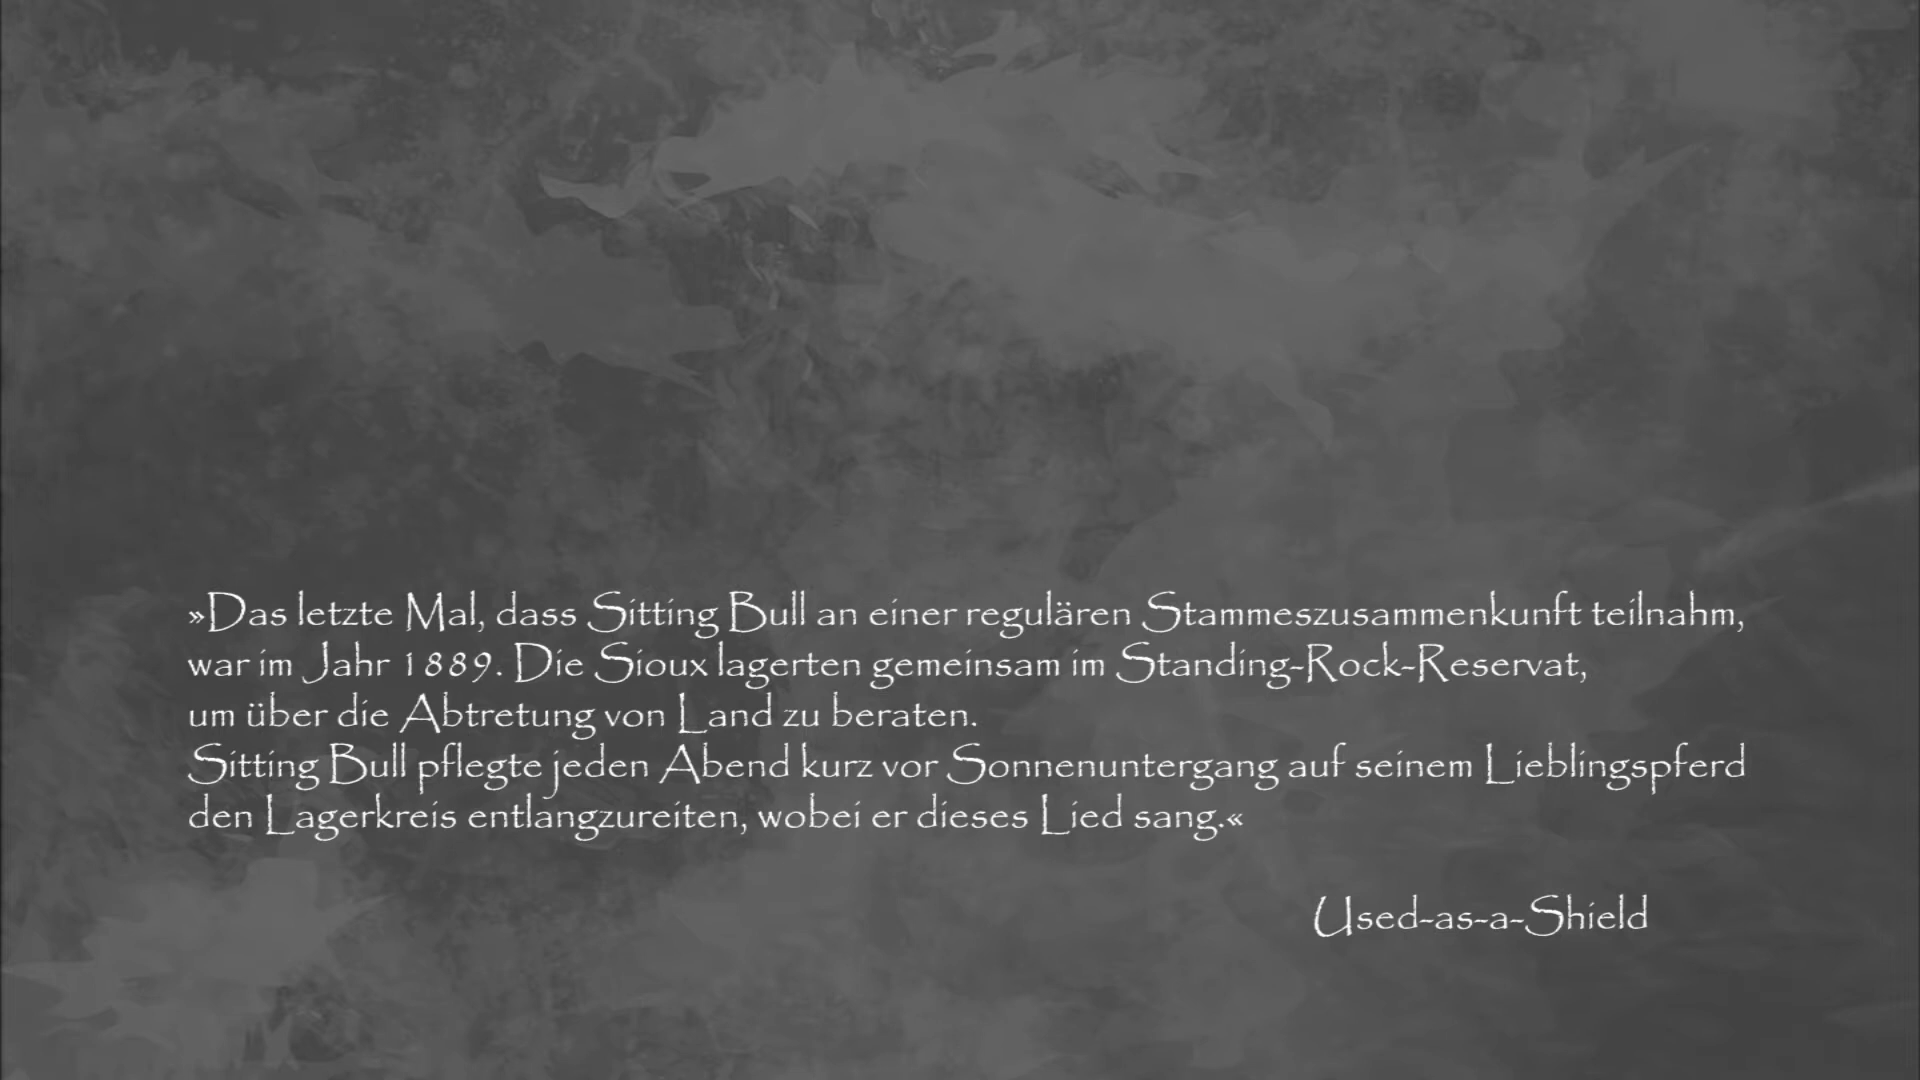 »Das letzte Mal, dass Sitting Bull an einer regulären Stammeszusammenkunft teilnahm,
war im Jahr 1889. Die Sioux lagerten gemeinsam im Standing-Rock-Reservat,
um über die Abtretung von Land zu beraten.
Sitting Bull pflegte jeden Abend kurz vor Sonnenuntergang auf seinem Lieblingspferd
den Lagerkreis entlangzureiten, wobei er dieses Lied sang.«
Used-as-a-Shield